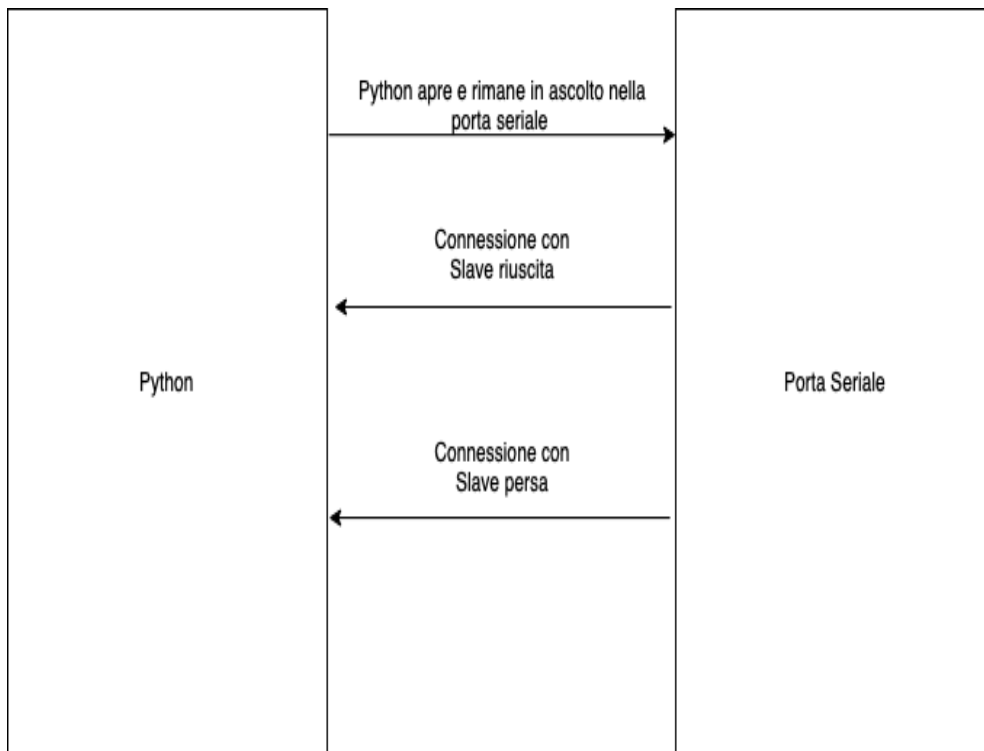 Python apre e rimane in ascolto nella
porta seriale
Connessione con
Slave riuscita
Python
Porta Seriale
Connessione con
Slave persa